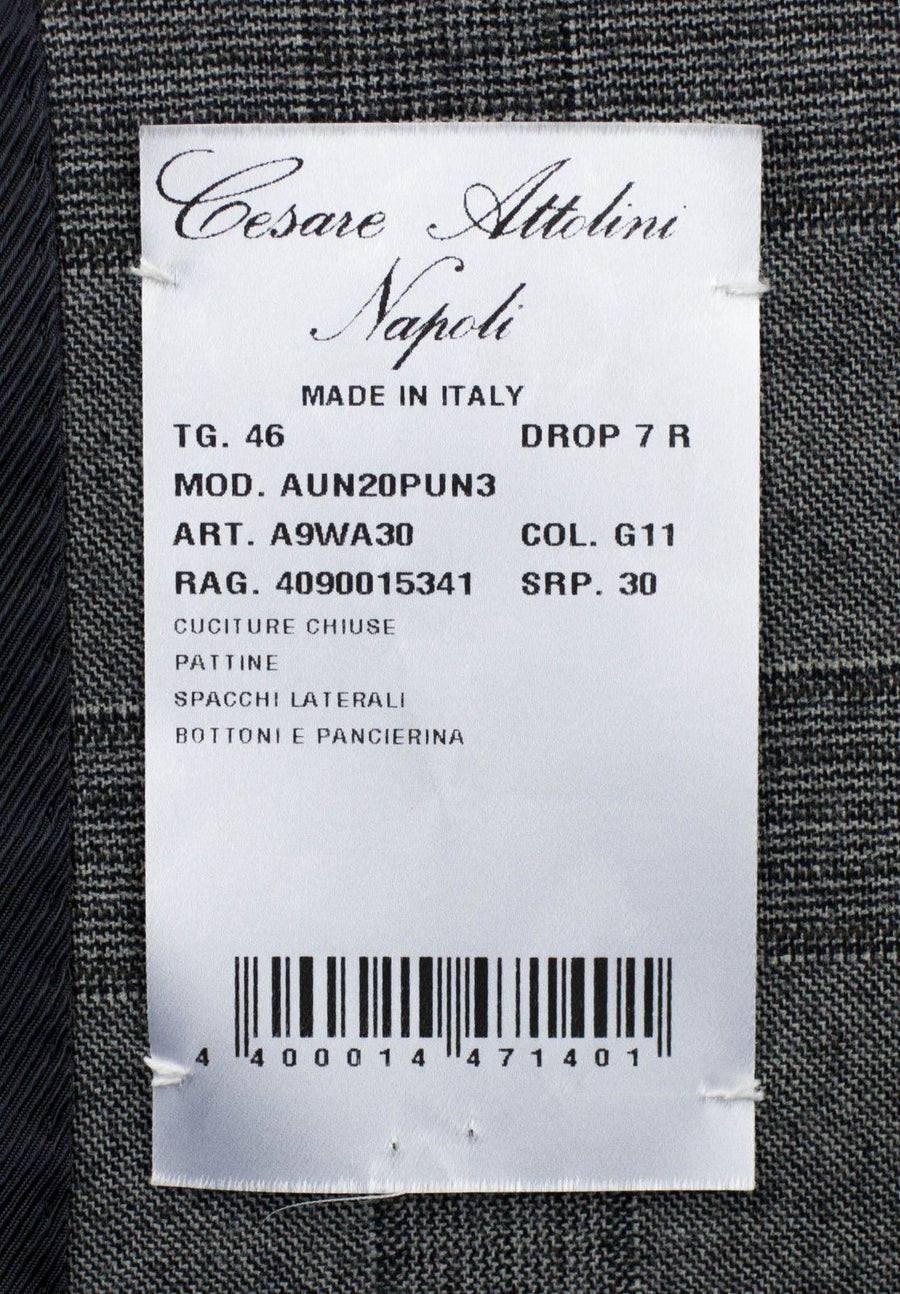 Cesare Attolini
Napoli
MADE IN ITALY
TG. 46 DROP 7 R
MOD. AUN20PUN3
ART. A9WA30 COL. G11
RAG. 4090015341 SRP. 30
CUCITURE CHIUSE
PATTINE
SPACCHI LATERALI
BOTTONI E PANCIERINA
4 400014 471401